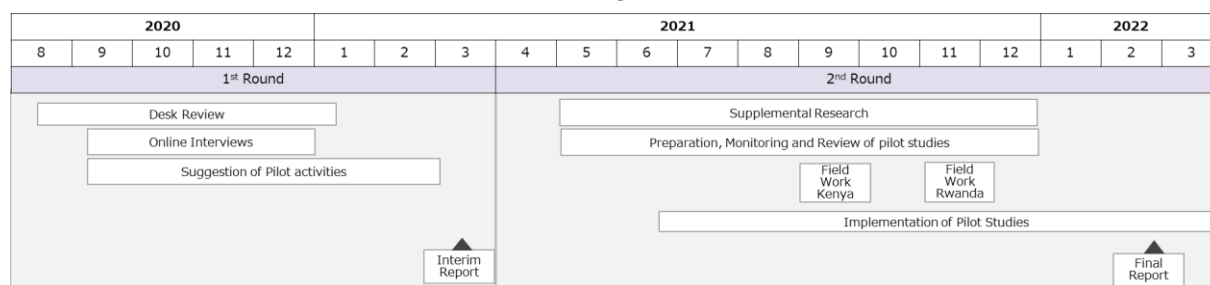 2020 2021 2022
8 9 10 11 12 1 2 3 4 5 6 7 8 9 10 11 12 1 2 3
1st Round 2nd Round
Desk Review
Online Interviews
Suggestion of Pilot activities
Interim
Report
Supplemental Research
Preparation, Monitoring and Review of pilot studies
Field
Work
Kenya
Field
Work
Rwanda
Implementation of Pilot Studies
Final
Report